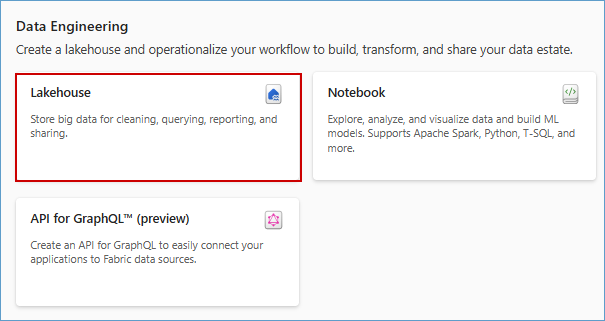 Data Engineering
Create a lakehouse and operationalize your workflow to build, transform, and share your data estate.
Lakehouse
Store big data for cleaning, querying, reporting, and
sharing.
Notebook
Explore, analyze, and visualize data and build ML
models. Supports Apache Spark, Python, T-SQL, and
more.
API for GraphQL™ (preview)
Create an API for GraphQL to easily connect your
applications to Fabric data sources.